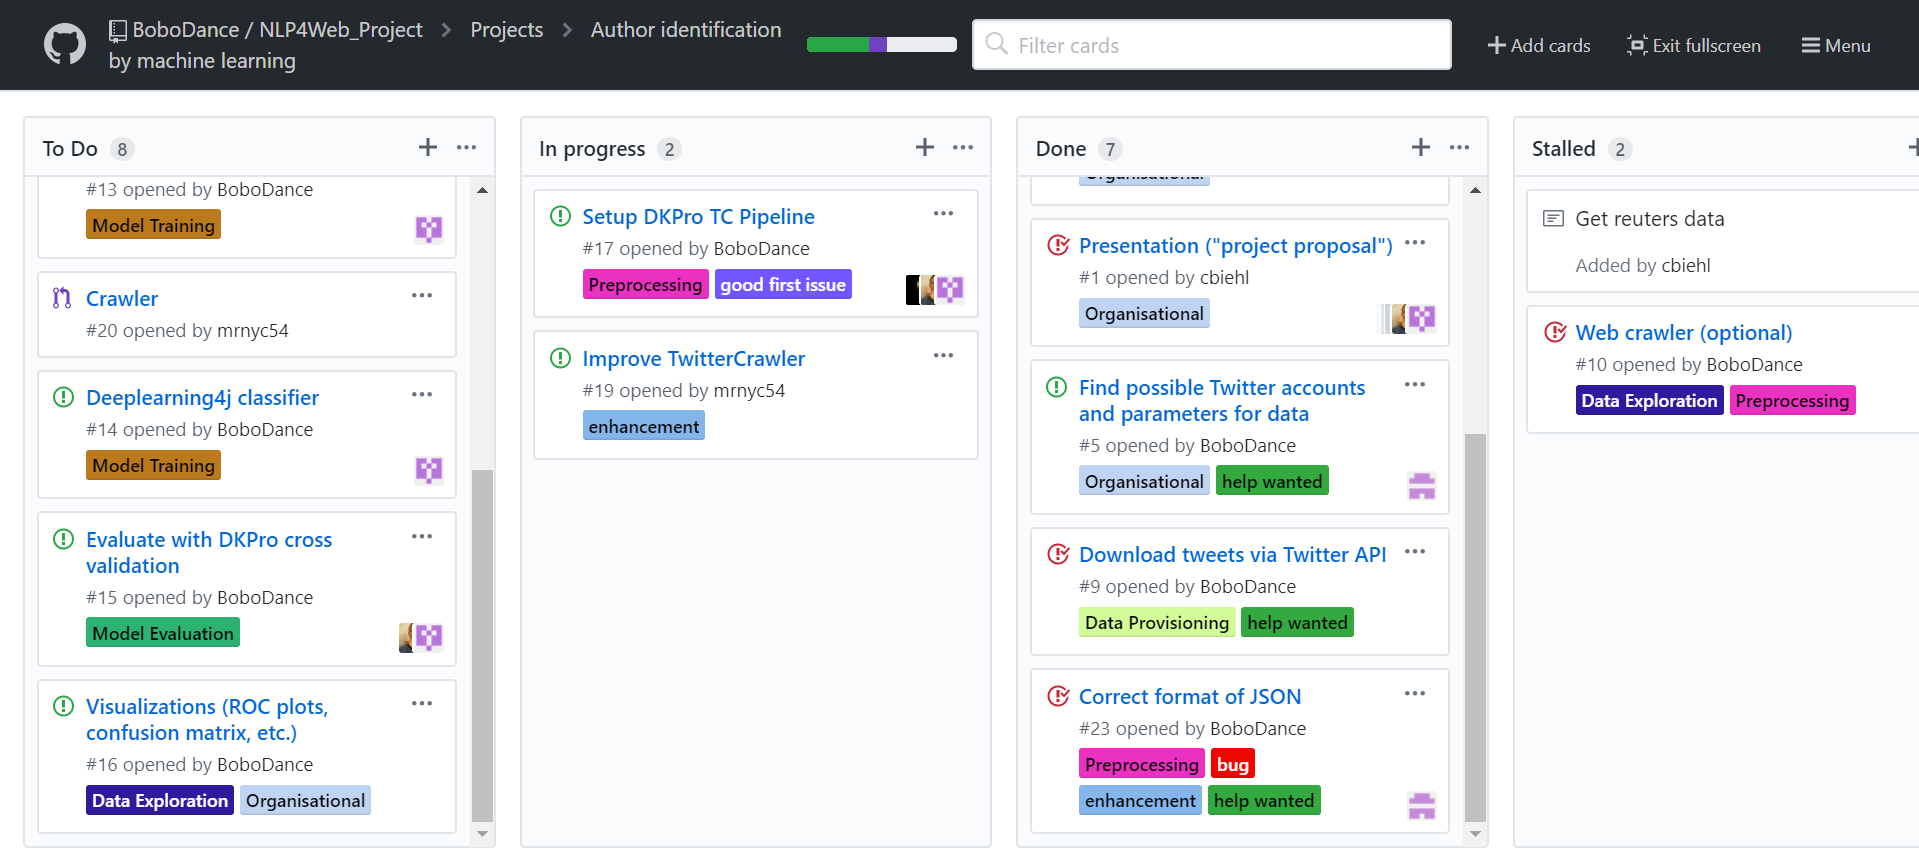 BoboDance / NLP4Web_Project
Projects
Author identification
by machine learning
Filter cards
Add cards
Exit fullscreen
Menu
To Do 8
#13 opened by BoboDance
Model Training
Crawler
#20 opened by mrnyc54
Deeplearning4j classifier
#14 opened by BoboDance
Model Training
Evaluate with DKPro cross
validation
#15 opened by BoboDance
Model Evaluation
Visualizations (ROC plots,
confusion matrix, etc.)
#16 opened by BoboDance
Data Exploration Organisational
In progress 2
Setup DKPro TC Pipeline
#17 opened by BoboDance
Preprocessing good first issue
Improve TwitterCrawler
#19 opened by mrnyc54
enhancement
Done 7
Organisational
Presentation ("project proposal")
#1 opened by cbiehl
Organisational
Find possible Twitter accounts
and parameters for data
#5 opened by BoboDance
Organisational help wanted
Download tweets via Twitter API
#9 opened by BoboDance
Data Provisioning help wanted
Correct format of JSON
#23 opened by BoboDance
Preprocessing bug
enhancement help wanted
Stalled 2
Get reuters data
Added by cbiehl
Web crawler (optional)
#10 opened by BoboDance
Data Exploration Preprocessing